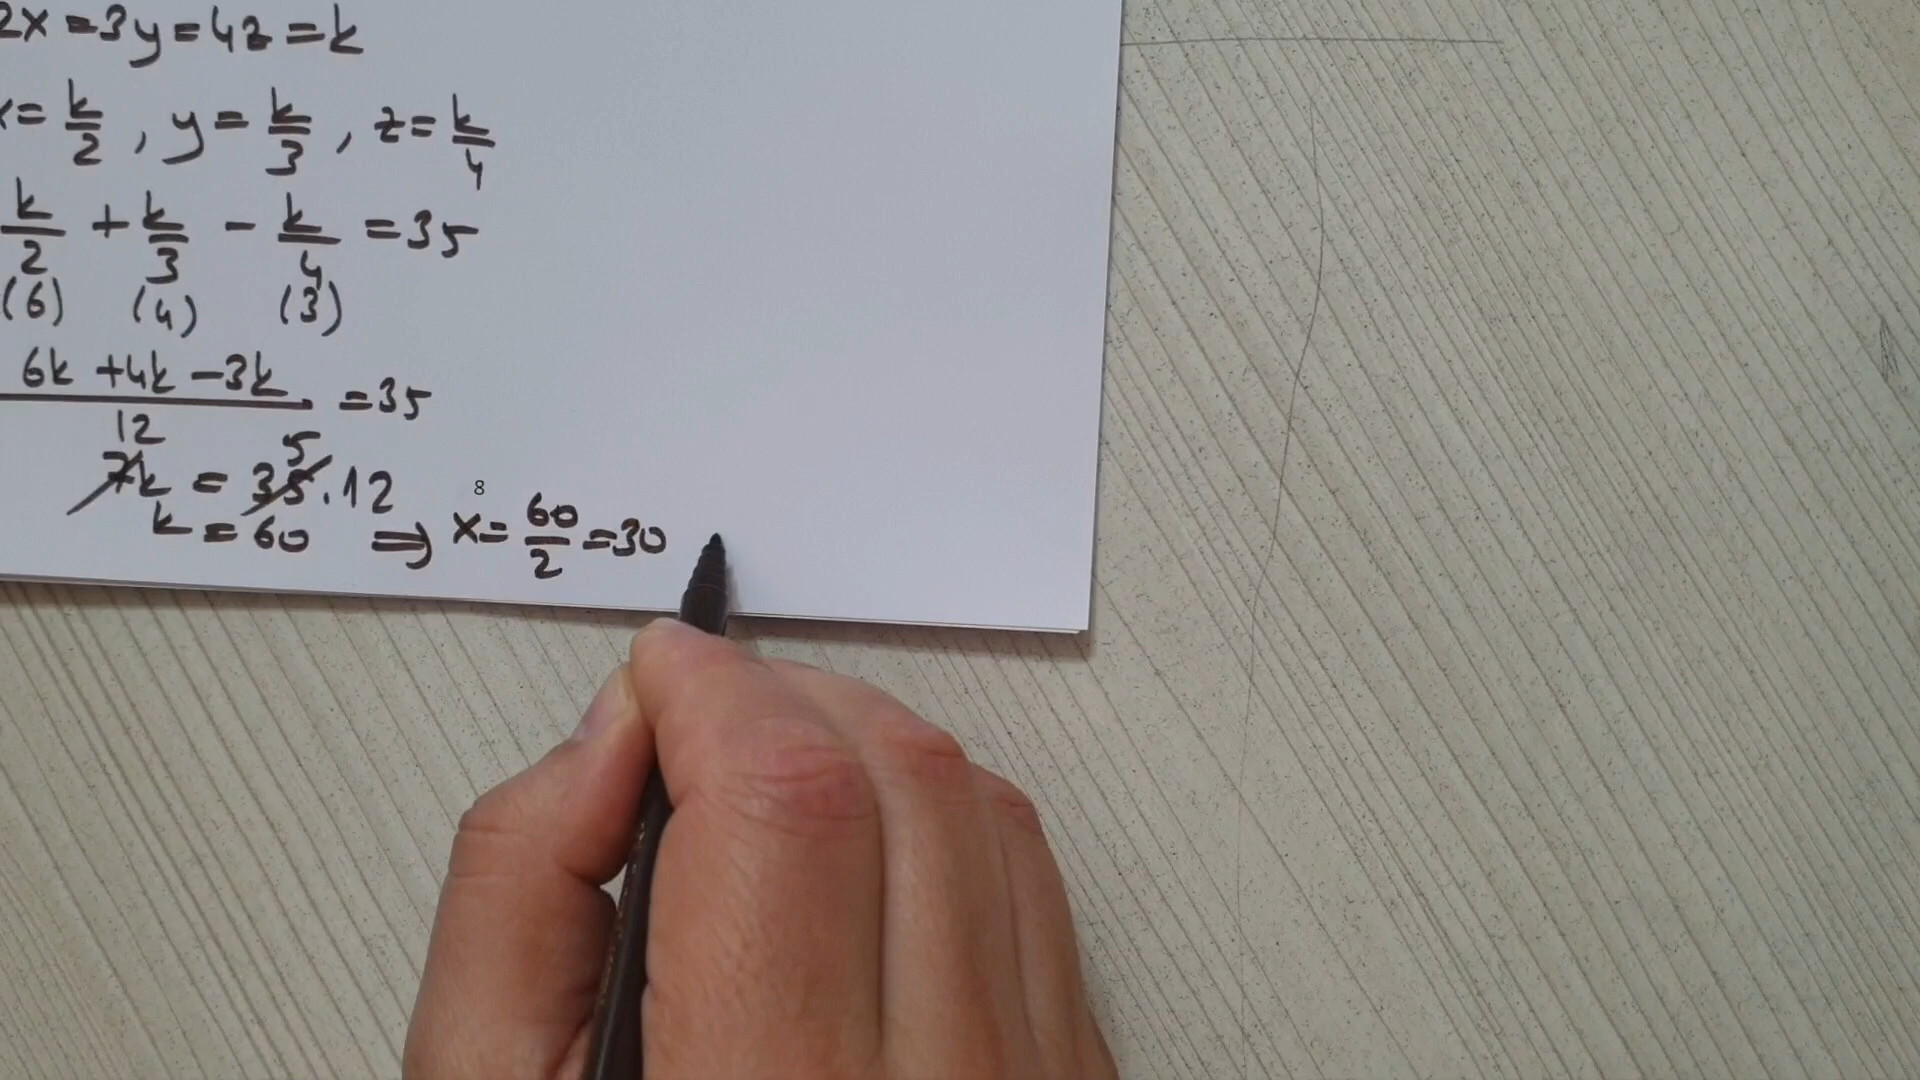 2x = 3y = 4z = k
x = k/2 , y = k/3 , z = k/4
k/2 + k/3 - k/4 = 35
(6) (4) (3)
6k + 4k - 3k / 12 = 35
7k = 35 . 12
5
8
k = 60 ⇒ x = 60/2 = 30